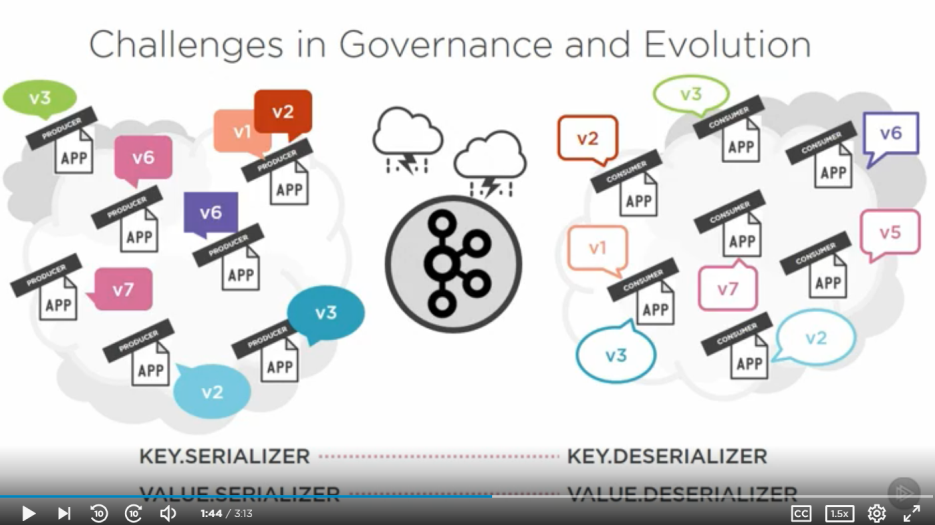 Challenges in Governance and Evolution
v3
PRODUCER
APP
v6
PRODUCER
APP
v1
v2
PRODUCER
APP
v6
PRODUCER
APP
PRODUCER
APP
v7
PRODUCER
APP
v2
PRODUCER
APP
v3
v3
CONSUMER
APP
v2
CONSUMER
APP
CONSUMER
APP
v6
CONSUMER
APP
v7
v1
CONSUMER
APP
v3
CONSUMER
APP
v5
CONSUMER
APP
v2
KEY.SERIALIZER
KEY.DESERIALIZER
VALUE.SERIALIZER
VALUE.DESERIALIZER
10
10
1:44 / 3:13
CC
1.5x